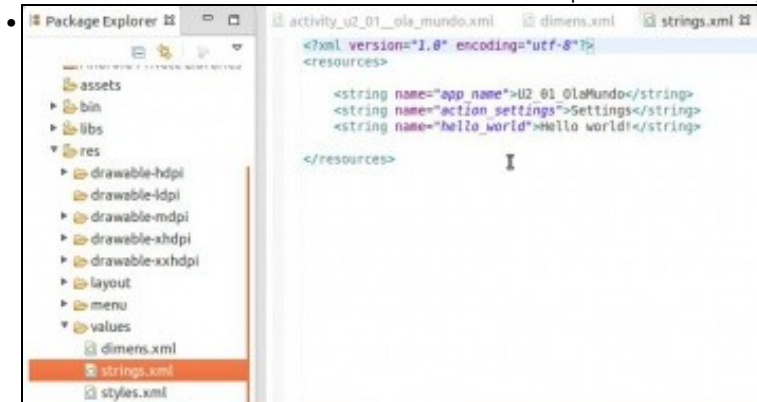 Package Explorer
activity_u2_01__ola_mundo.xml
dimens.xml
strings.xml
assets
bin
libs
res
drawable-hdpi
drawable-ldpi
drawable-mdpi
drawable-xhdpi
drawable-xxhdpi
layout
menu
values
dimens.xml
strings.xml
styles.xml
<?xml version="1.0" encoding="utf-8"?>
<resources>
<string name="app_name">U2_01_OlaMundo</string>
<string name="action_settings">Settings</string>
<string name="hello_world">Hello world!</string>
</resources>